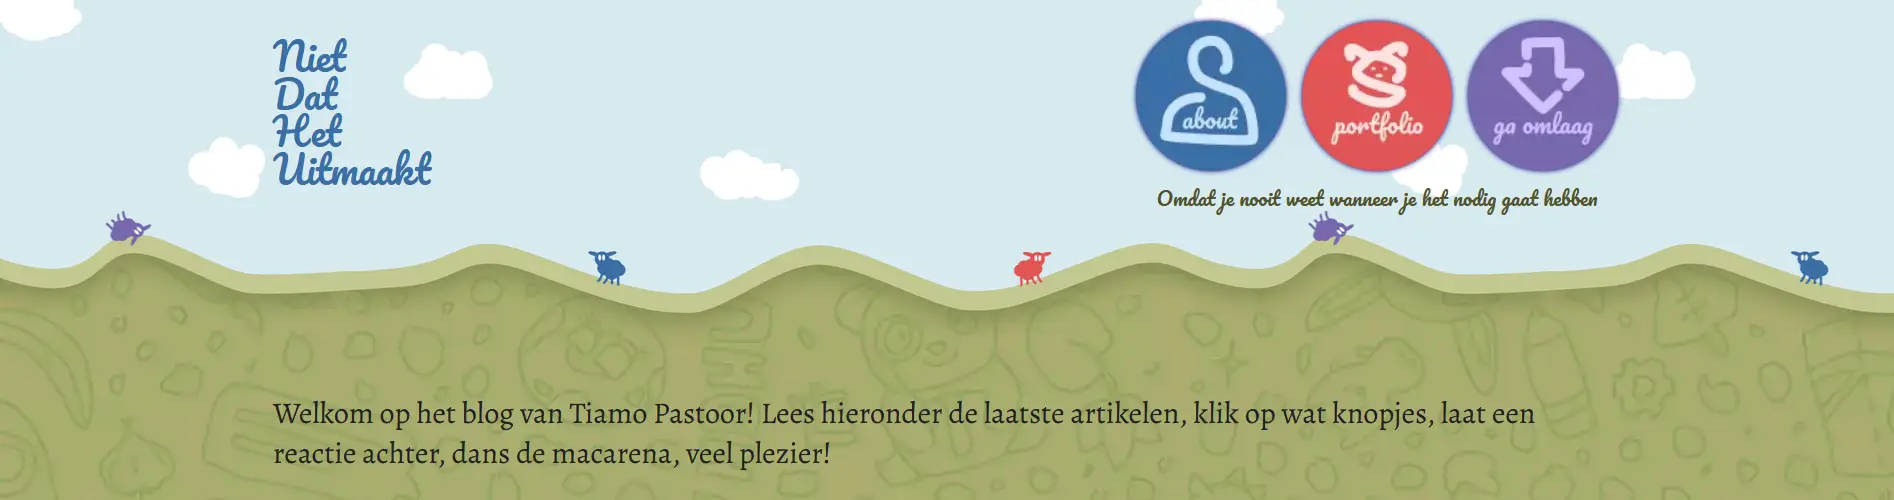 Niet
Dat
Het
Uitmaakt
about
portfolio
ga omlaag
Omdat je nooit weet wanneer je het nodig gaat hebben
Welkom op het blog van Tiamo Pastoor! Lees hieronder de laatste artikelen, klik op wat knopjes, laat een
reactie achter, dans de macarena, veel plezier!